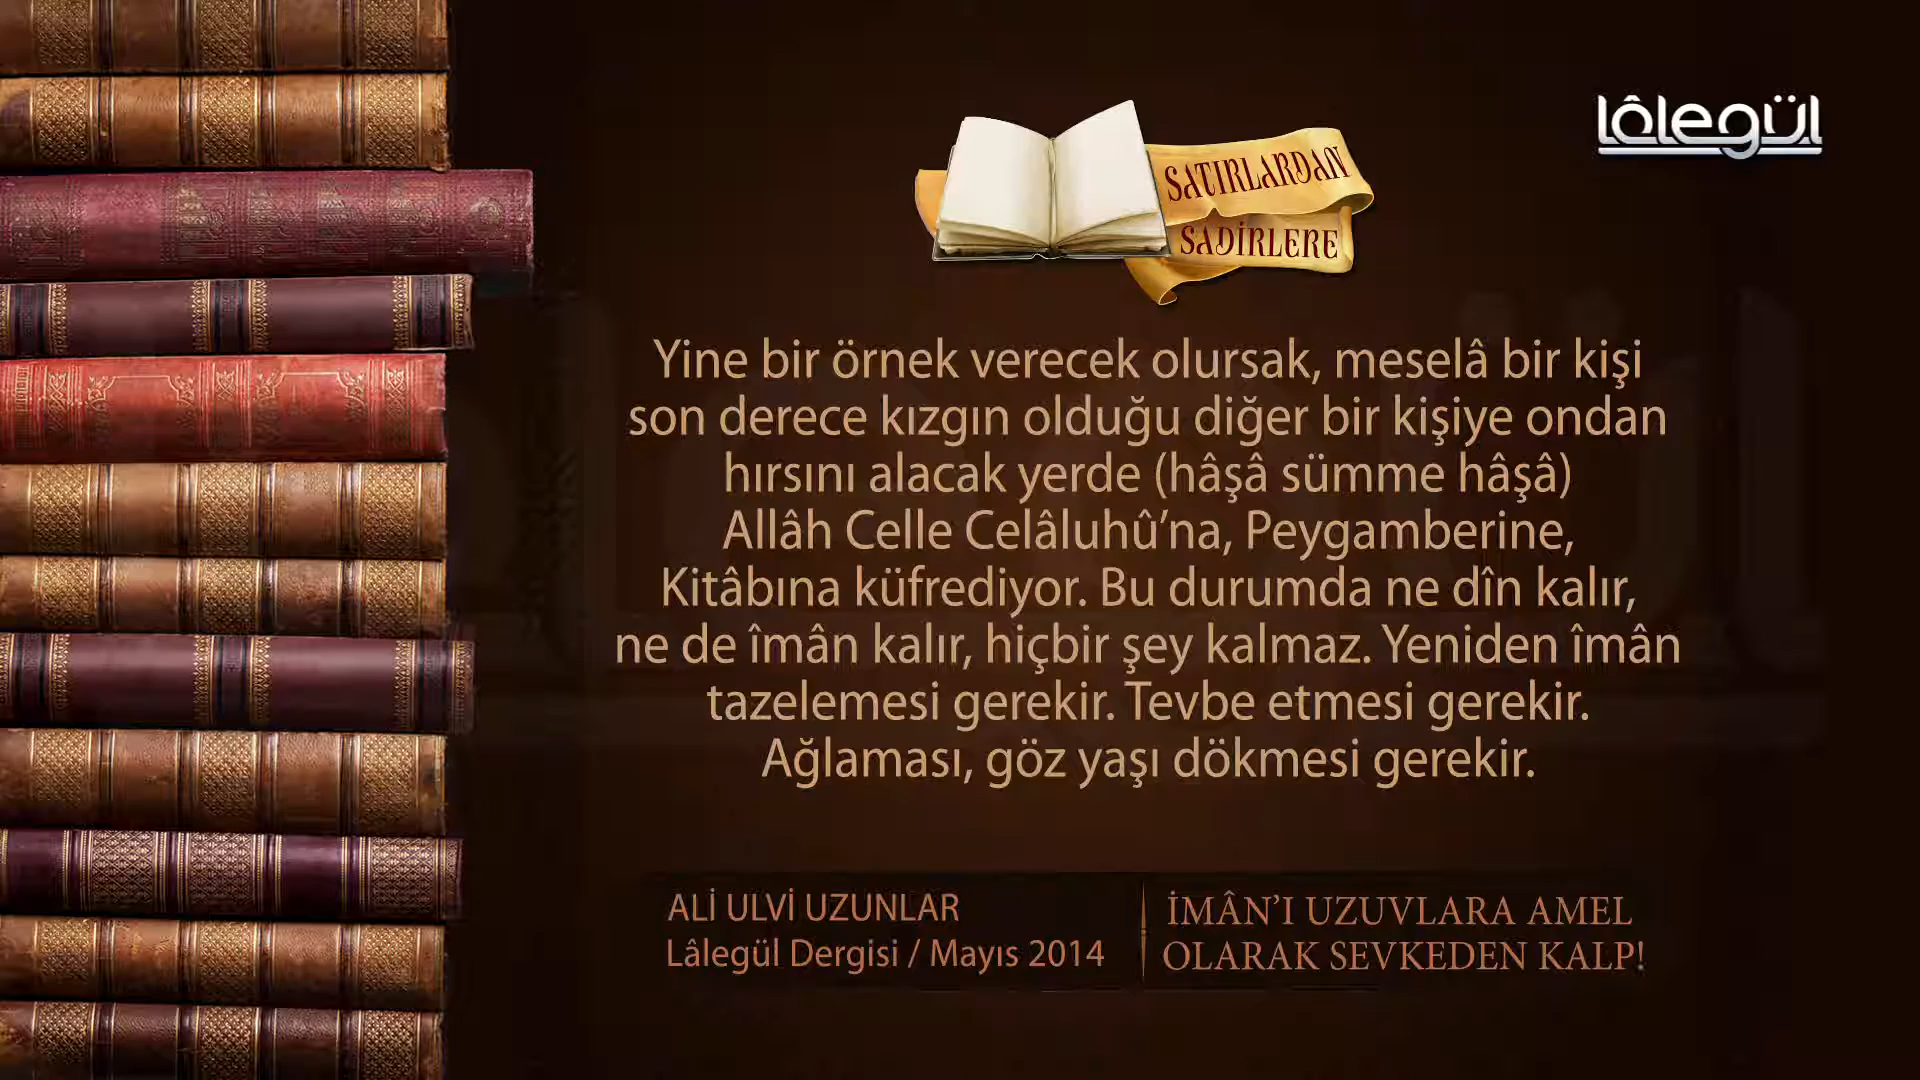 lâlegül
SATIRLARDAN
SADİRLERE
Yine bir örnek verecek olursak, meselâ bir kişi
son derece kızgın olduğu diğer bir kişiye ondan
hırsını alacak yerde (hâşâ sümme hâşâ)
Allâh Celle Celâluhû’na, Peygamberine,
Kitâbına küfrediyor. Bu durumda ne dîn kalır,
ne de îmân kalır, hiçbir şey kalmaz. Yeniden îmân
tazelemesi gerekir. Tevbe etmesi gerekir.
Ağlaması, göz yaşı dökmesi gerekir.
ALİ ULVİ UZUNLAR
Lâlegül Dergisi / Mayıs 2014
İMÂN’I UZUVLARA AMEL
OLARAK SEVKEDEN KALP!